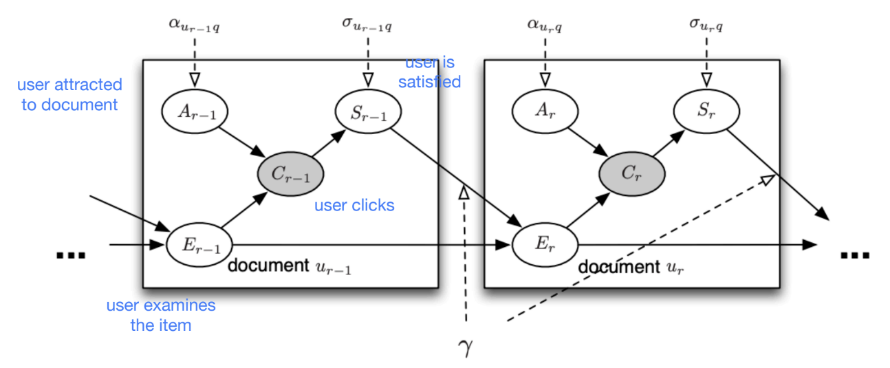 α_{u_{r−1}q}
σ_{u_{r−1}q}
α_{u_r q}
σ_{u_r q}
user is
satisfied
user attracted
to document
A_{r−1}
S_{r−1}
A_r
S_r
C_{r−1}
C_r
user clicks
E_{r−1}
E_r
...
...
document u_{r−1}
document u_r
user examines
the item
γ